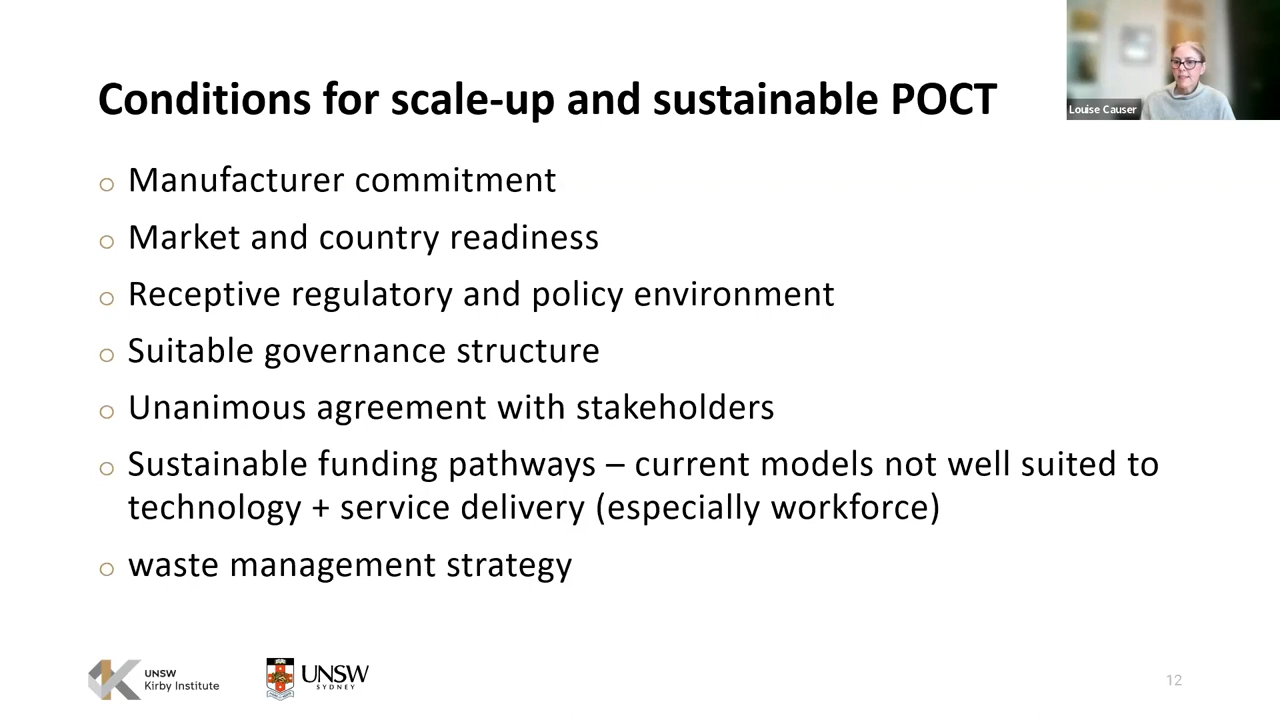 Conditions for scale-up and sustainable POCT
Louise Causer
o Manufacturer commitment
o Market and country readiness
o Receptive regulatory and policy environment
o Suitable governance structure
o Unanimous agreement with stakeholders
o Sustainable funding pathways – current models not well suited to
technology + service delivery (especially workforce)
o waste management strategy
UNSW
Kirby Institute
UNSW
SYDNEY
12